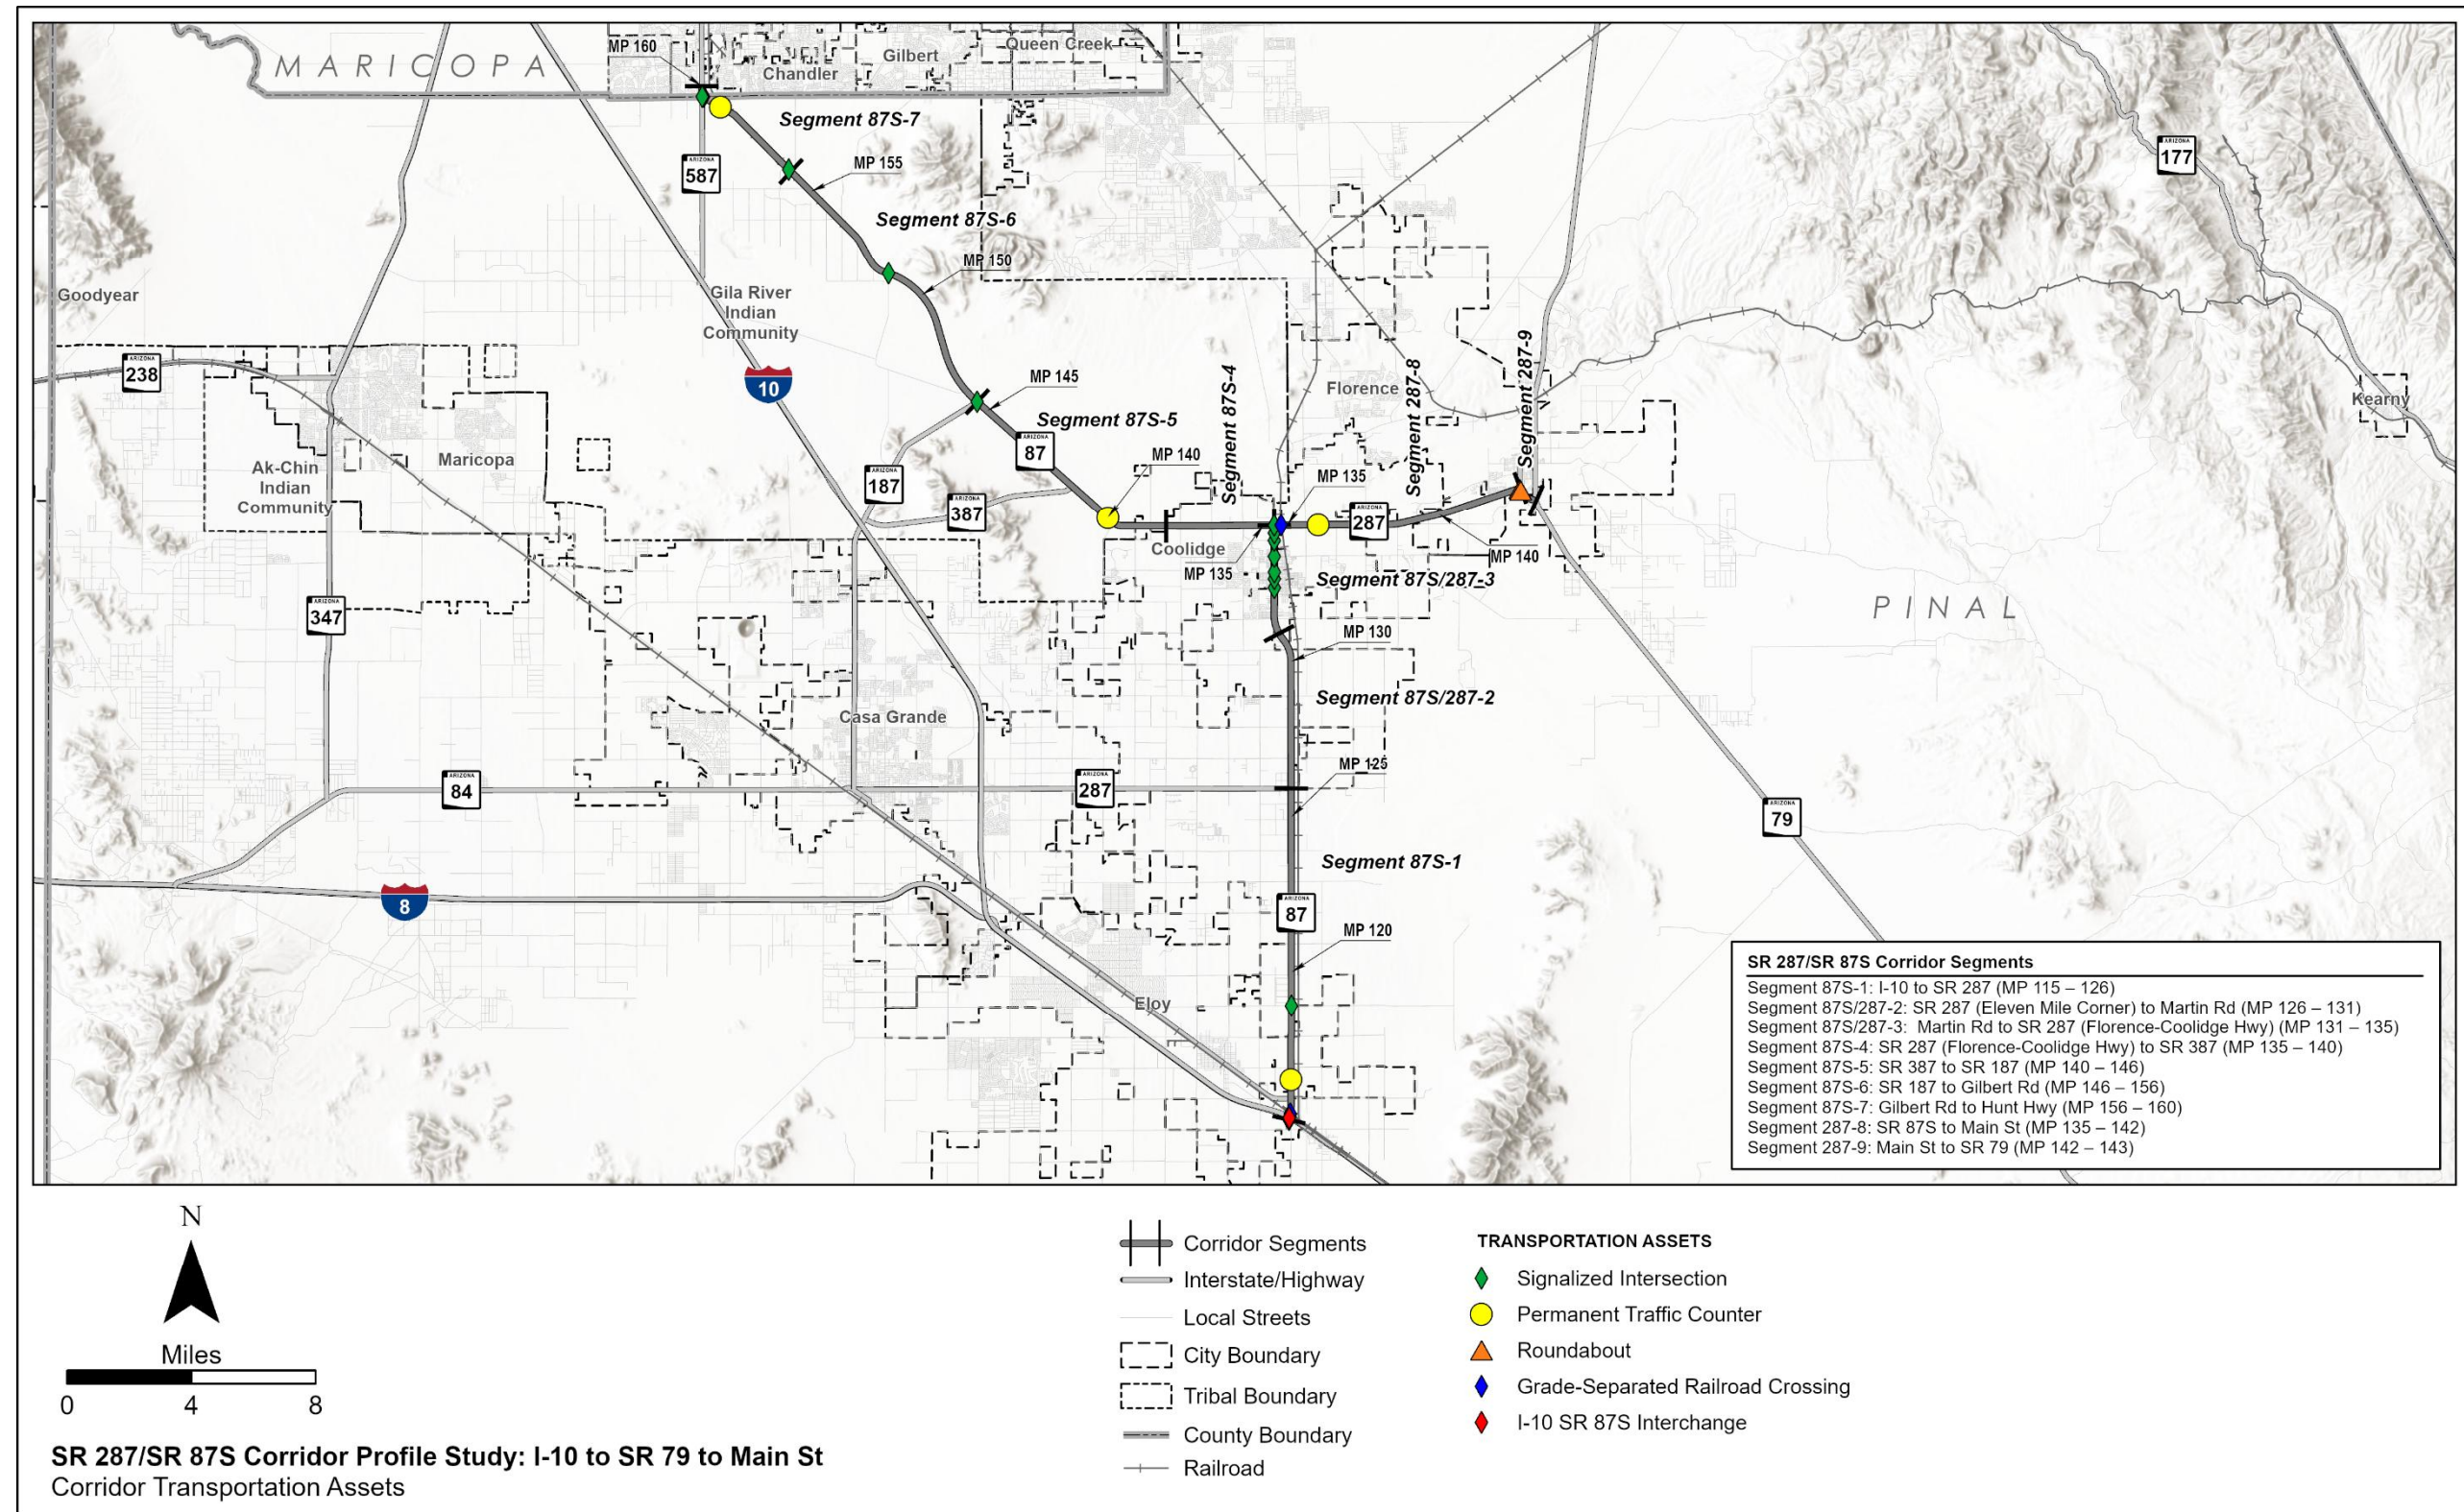 MARICOPA
MP 160
Chandler
Gilbert
Queen Creek
Segment 87S-7
ARIZONA
587
MP 155
ARIZONA
177
Segment 87S-6
MP 150
Goodyear
Gila River
Indian
Community
ARIZONA
238
10
MP 145
Segment 87S-5
Segment 87S-4
Florence
Segment 287-8
Segment 287-9
Kearny
Ak-Chin
Indian
Community
Maricopa
ARIZONA
87
MP 140
ARIZONA
187
ARIZONA
387
MP 135
ARIZONA
287
MP 140
Coolidge
MP 135
Segment 87S/287-3
PINAL
ARIZONA
347
MP 130
Segment 87S/287-2
Casa Grande
MP 125
ARIZONA
84
ARIZONA
287
ARIZONA
79
Segment 87S-1
8
ARIZONA
87
MP 120
Eloy
SR 287/SR 87S Corridor Segments
Segment 87S-1: I-10 to SR 287 (MP 115 – 126)
Segment 87S/287-2: SR 287 (Eleven Mile Corner) to Martin Rd (MP 126 – 131)
Segment 87S/287-3: Martin Rd to SR 287 (Florence-Coolidge Hwy) (MP 131 – 135)
Segment 87S-4: SR 287 (Florence-Coolidge Hwy) to SR 387 (MP 135 – 140)
Segment 87S-5: SR 387 to SR 187 (MP 140 – 146)
Segment 87S-6: SR 187 to Gilbert Rd (MP 146 – 156)
Segment 87S-7: Gilbert Rd to Hunt Hwy (MP 156 – 160)
Segment 287-8: SR 87S to Main St (MP 135 – 142)
Segment 287-9: Main St to SR 79 (MP 142 – 143)
N
Miles
0 4 8
SR 287/SR 87S Corridor Profile Study: I-10 to SR 79 to Main St
Corridor Transportation Assets
Corridor Segments
Interstate/Highway
Local Streets
City Boundary
Tribal Boundary
County Boundary
Railroad
TRANSPORTATION ASSETS
Signalized Intersection
Permanent Traffic Counter
Roundabout
Grade-Separated Railroad Crossing
I-10 SR 87S Interchange